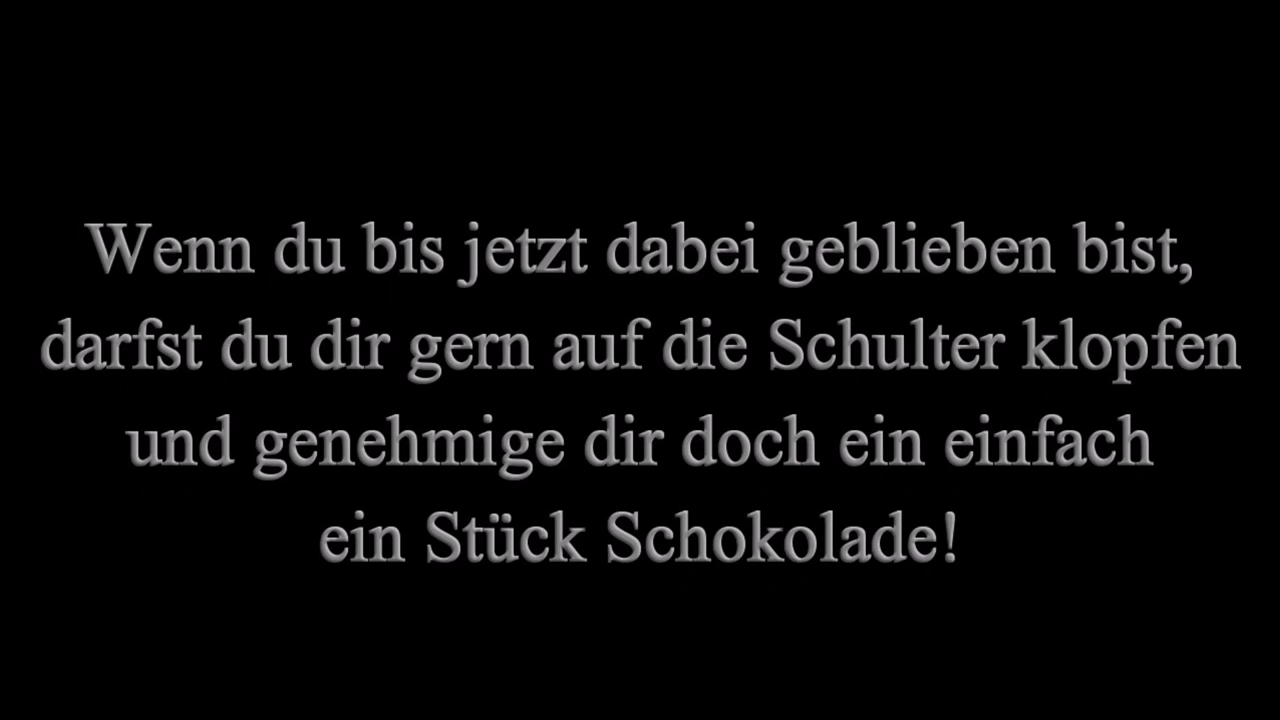 Wenn du bis jetzt dabei geblieben bist,
darfst du dir gern auf die Schulter klopfen
und genehmige dir doch ein einfach
ein Stück Schokolade!